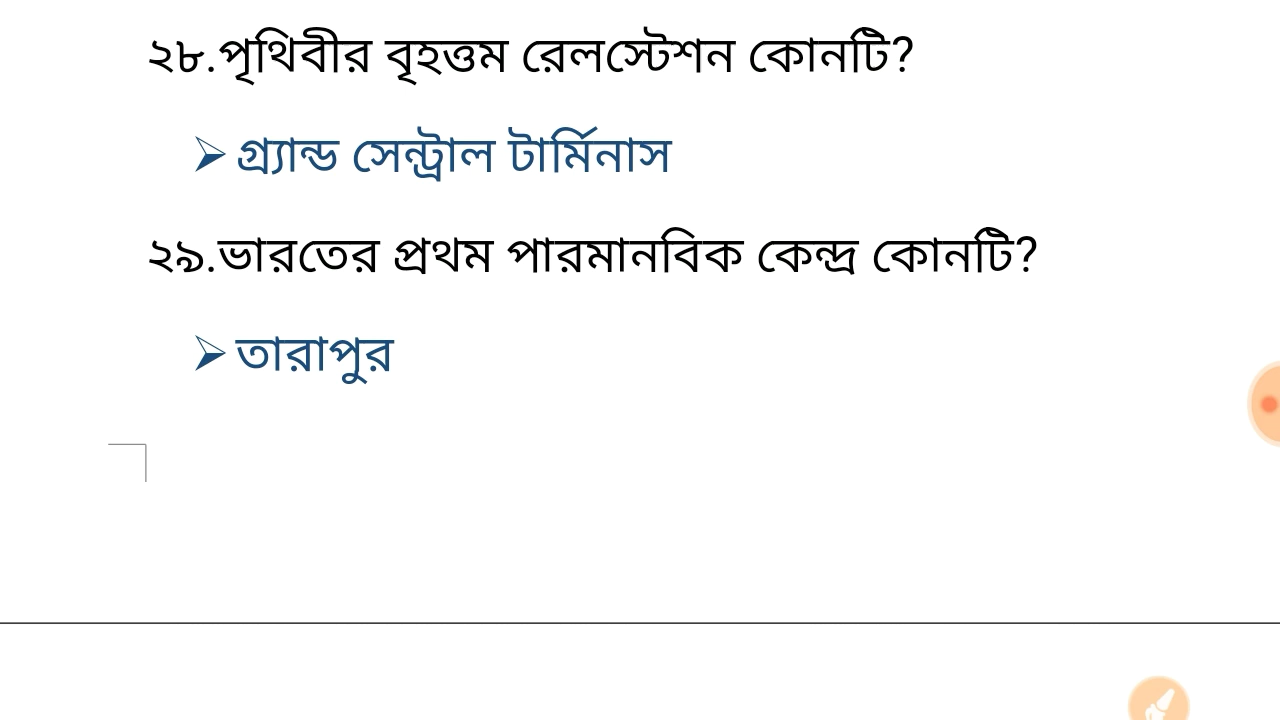 ২৮.পৃথিবীর বৃহত্তম রেলস্টেশন কোনটি?
➢ গ্র্যান্ড সেন্ট্রাল টার্মিনাস
২৯.ভারতের প্রথম পারমানবিক কেন্দ্র কোনটি?
➢ তারাপুর